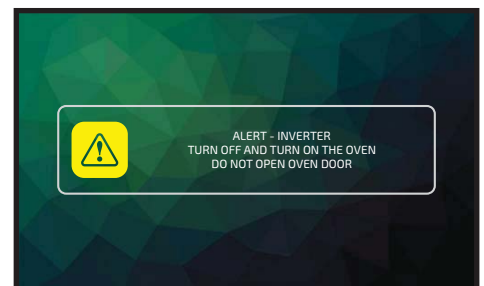 ALERT - INVERTER
TURN OFF AND TURN ON THE OVEN
DO NOT OPEN OVEN DOOR